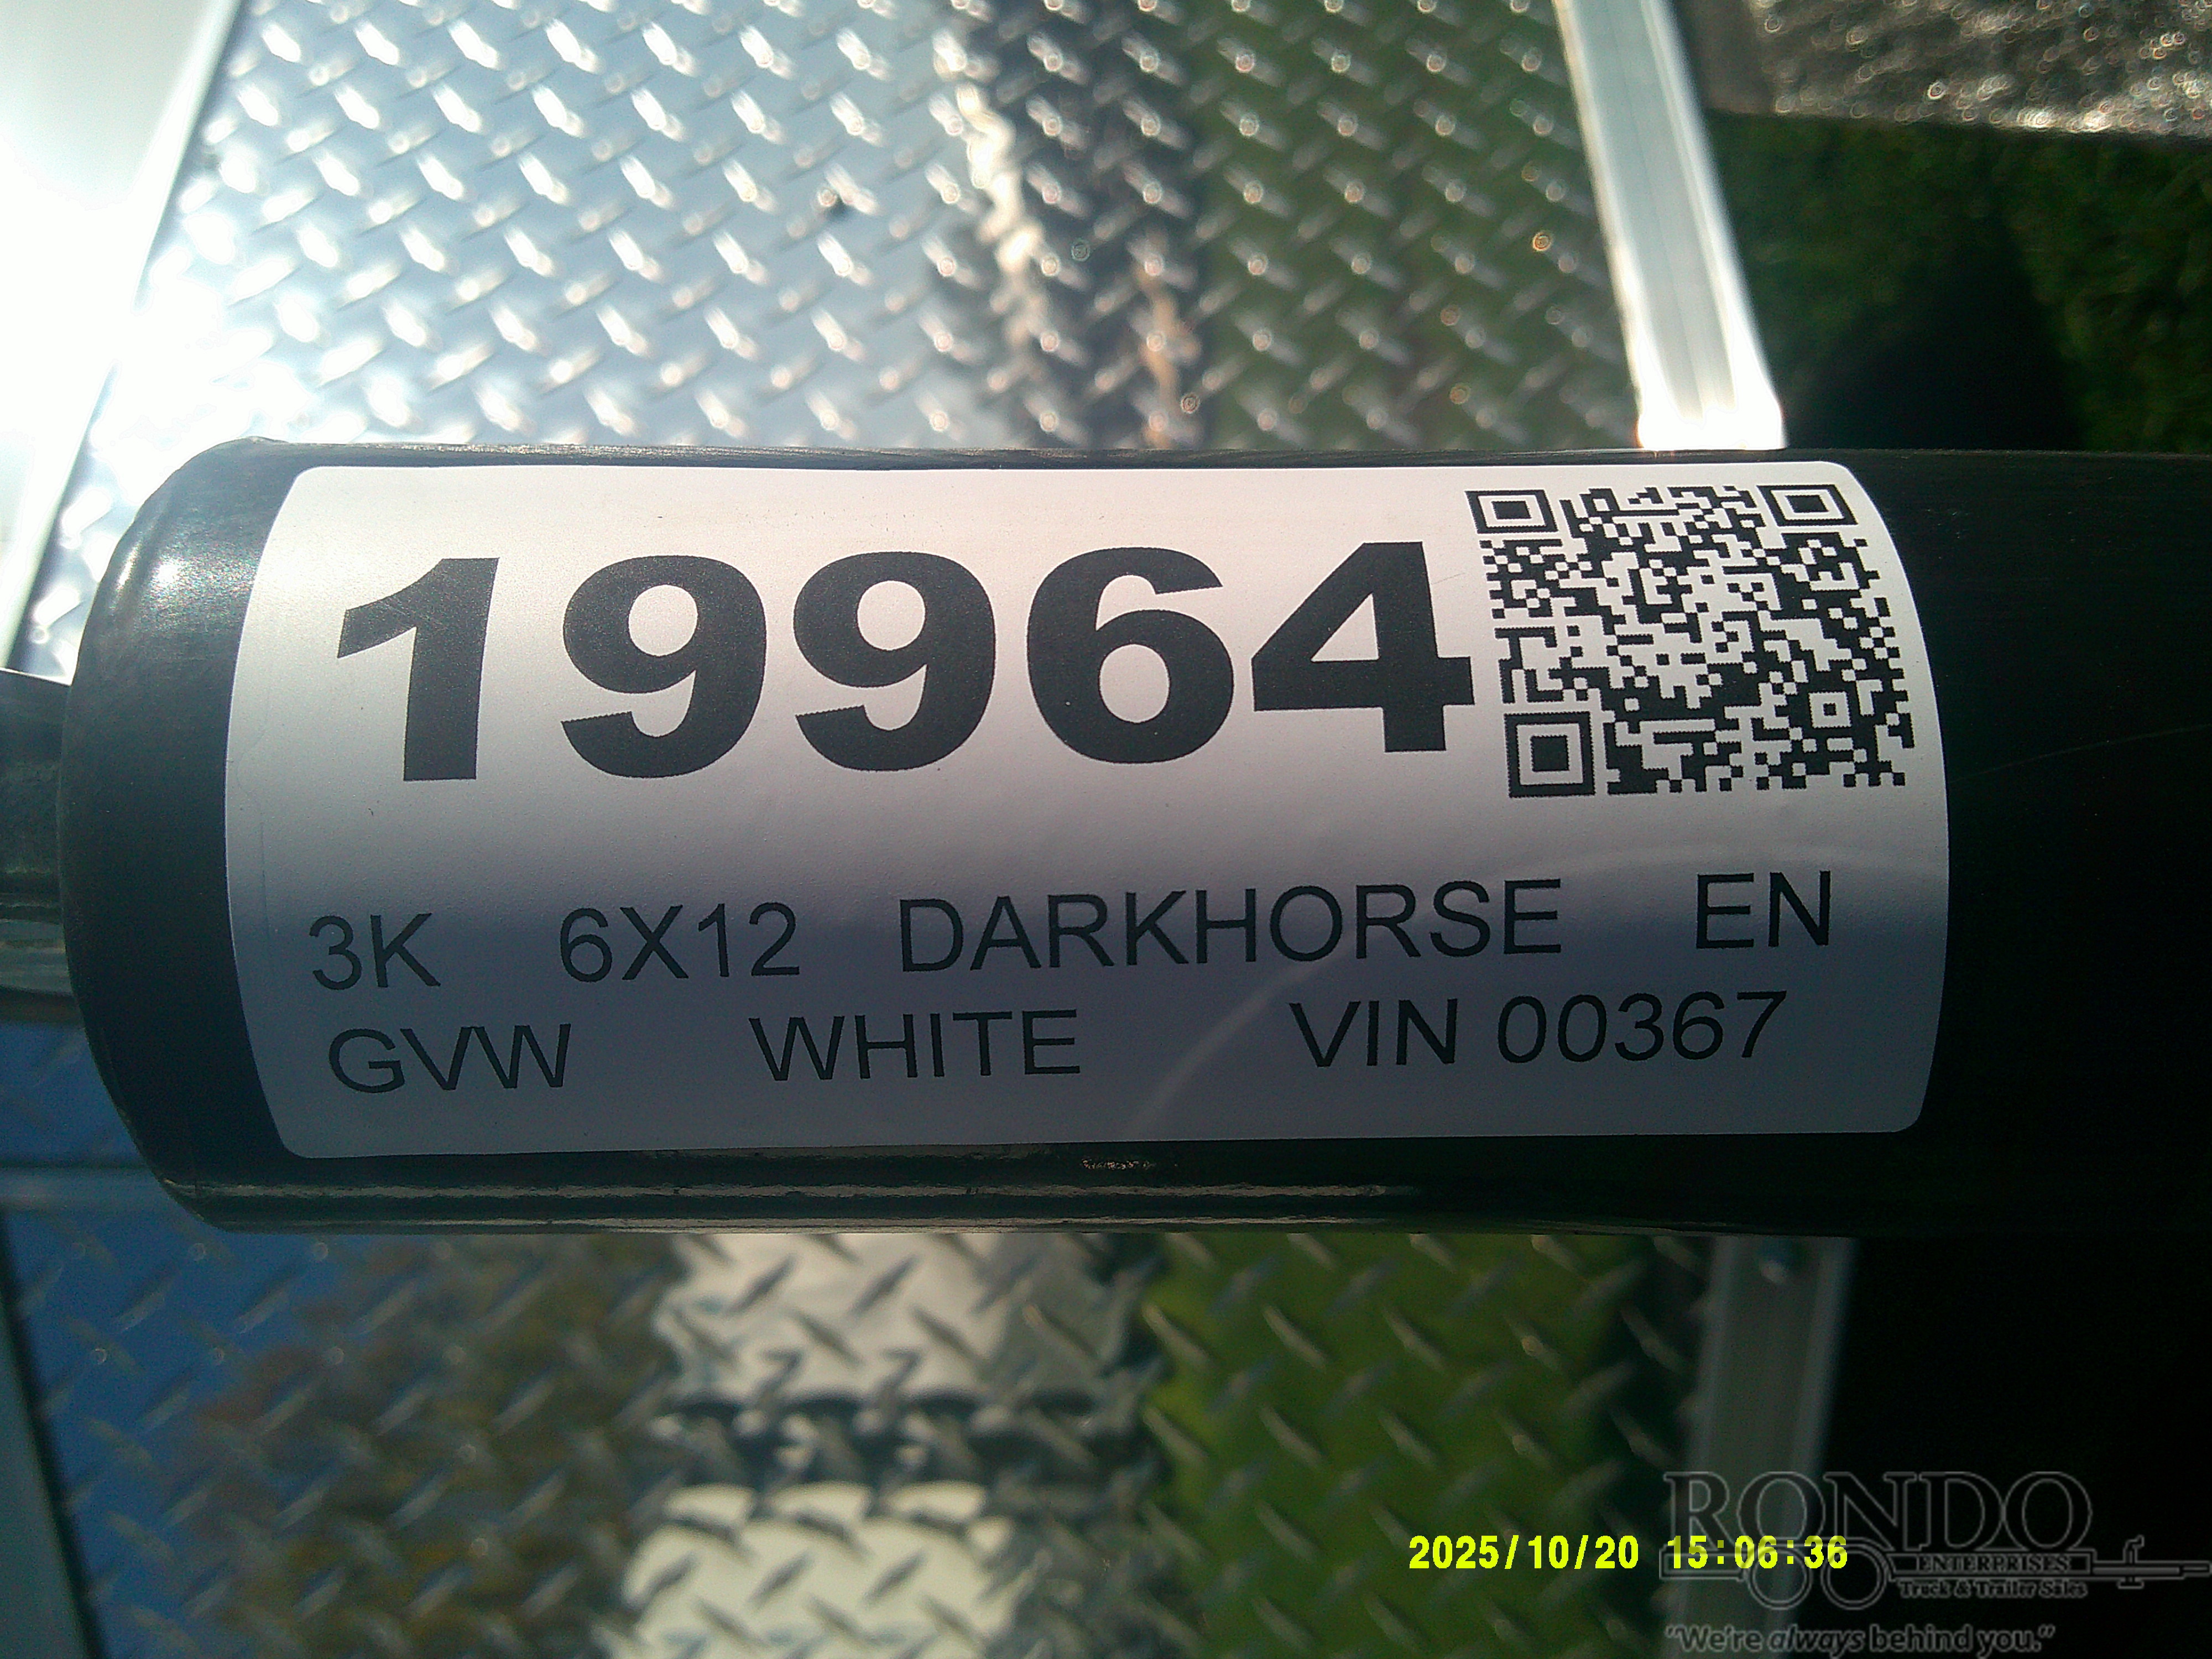 19964
3K 6X12 DARKHORSE EN
GVW WHITE VIN 00367
2025/10/20 15:06:36
RONDO
ENTERPRISES
Truck & Trailer Sales
"We're always behind you."